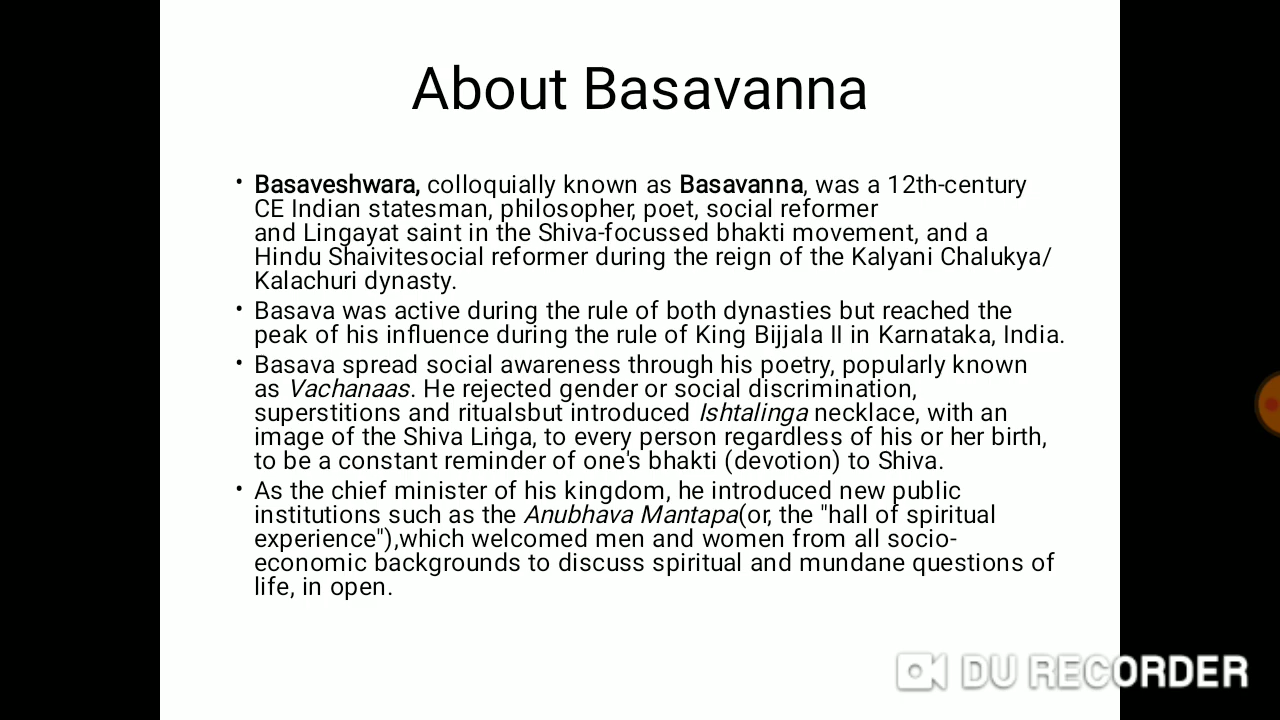 About Basavanna
• Basaveshwara, colloquially known as Basavanna, was a 12th-century
CE Indian statesman, philosopher, poet, social reformer
and Lingayat saint in the Shiva-focussed bhakti movement, and a
Hindu Shaivitesocial reformer during the reign of the Kalyani Chalukya/
Kalachuri dynasty.
• Basava was active during the rule of both dynasties but reached the
peak of his influence during the rule of King Bijjala II in Karnataka, India.
• Basava spread social awareness through his poetry, popularly known
as Vachanaas. He rejected gender or social discrimination,
superstitions and ritualsbut introduced Ishtalinga necklace, with an
image of the Shiva Liṅga, to every person regardless of his or her birth,
to be a constant reminder of one's bhakti (devotion) to Shiva.
• As the chief minister of his kingdom, he introduced new public
institutions such as the Anubhava Mantapa(or, the "hall of spiritual
experience"),which welcomed men and women from all socio-
economic backgrounds to discuss spiritual and mundane questions of
life, in open.
DU RECORDER